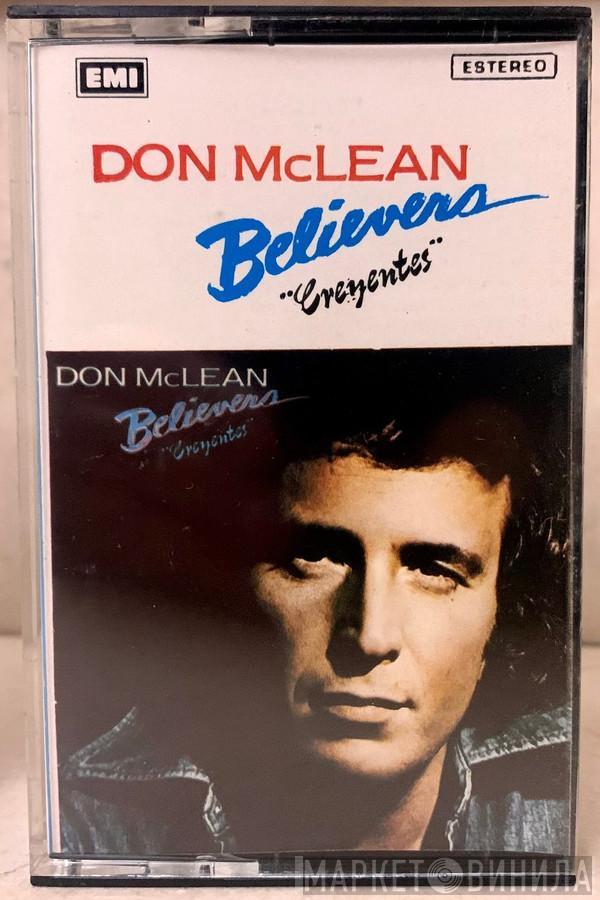 EMI
ESTEREO
DON McLEAN
Believers
"Creyentes"
DON McLEAN
Believers
"Creyentes"
МАРКЕТ ВИНИЛА